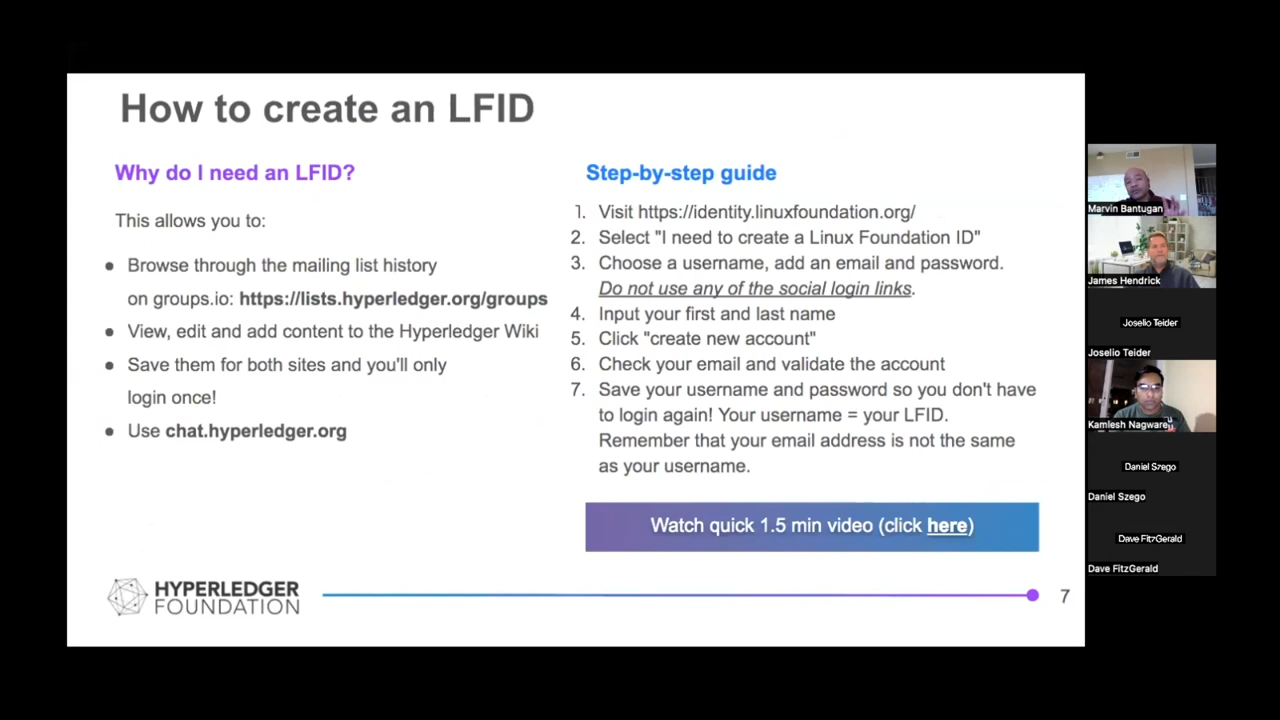 How to create an LFID
Why do I need an LFID?
This allows you to:
● Browse through the mailing list history
on groups.io: https://lists.hyperledger.org/groups
● View, edit and add content to the Hyperledger Wiki
● Save them for both sites and you'll only
login once!
● Use chat.hyperledger.org
Step-by-step guide
1. Visit https://identity.linuxfoundation.org/
2. Select "I need to create a Linux Foundation ID"
3. Choose a username, add an email and password.
Do not use any of the social login links.
4. Input your first and last name
5. Click "create new account"
6. Check your email and validate the account
7. Save your username and password so you don't have
to login again! Your username = your LFID.
Remember that your email address is not the same
as your username.
Watch quick 1.5 min video (click here)
HYPERLEDGER
FOUNDATION
7
Marvin Bantugan
James Hendrick
Joselio Teider
Joselio Teider
Kamlesh Nagware
Daniel Szego
Daniel Szego
Dave FitzGerald
Dave FitzGerald